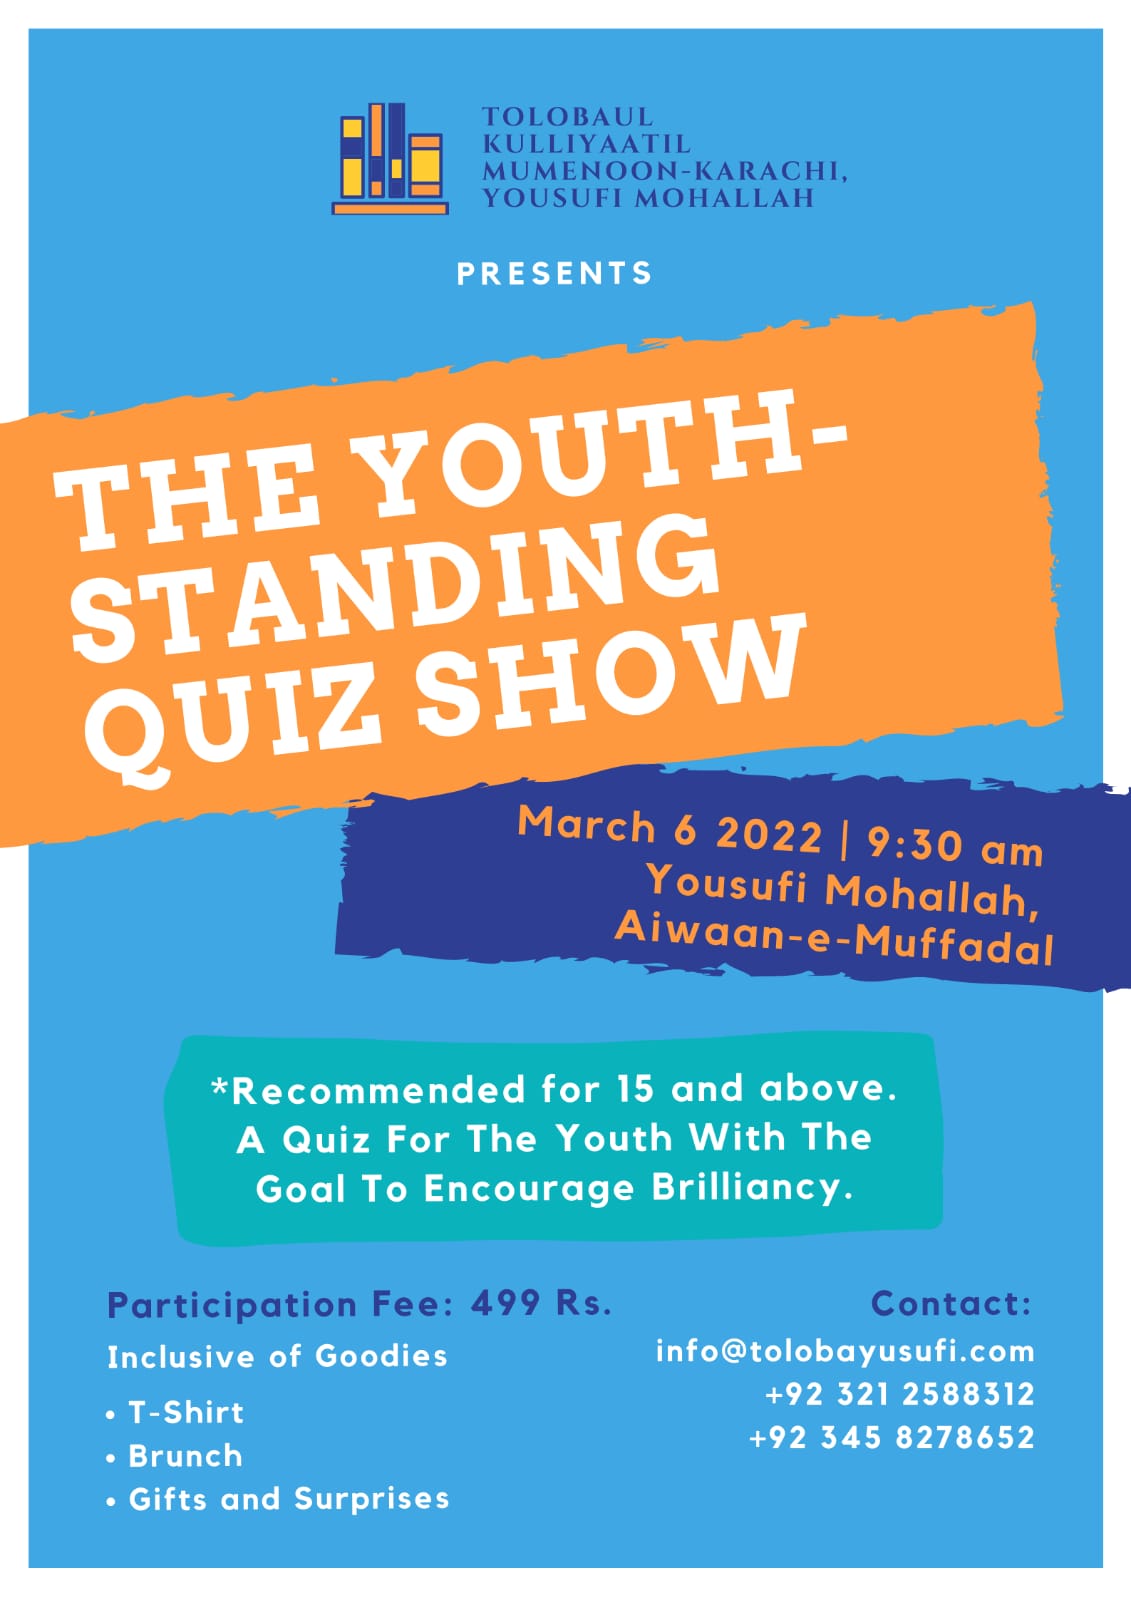 TOLOBAUL
KULLIYAATIL
MUMENOON-KARACHI,
YOUSUFI MOHALLAH
PRESENTS
THE YOUTH-
STANDING
QUIZ SHOW
March 6 2022 | 9:30 am
Yousufi Mohallah,
Aiwaan-e-Muffadal
*Recommended for 15 and above.
A Quiz For The Youth With The
Goal To Encourage Brilliancy.
Participation Fee: 499 Rs.
Inclusive of Goodies
• T-Shirt
• Brunch
• Gifts and Surprises
Contact:
info@tolobayusufi.com
+92 321 2588312
+92 345 8278652